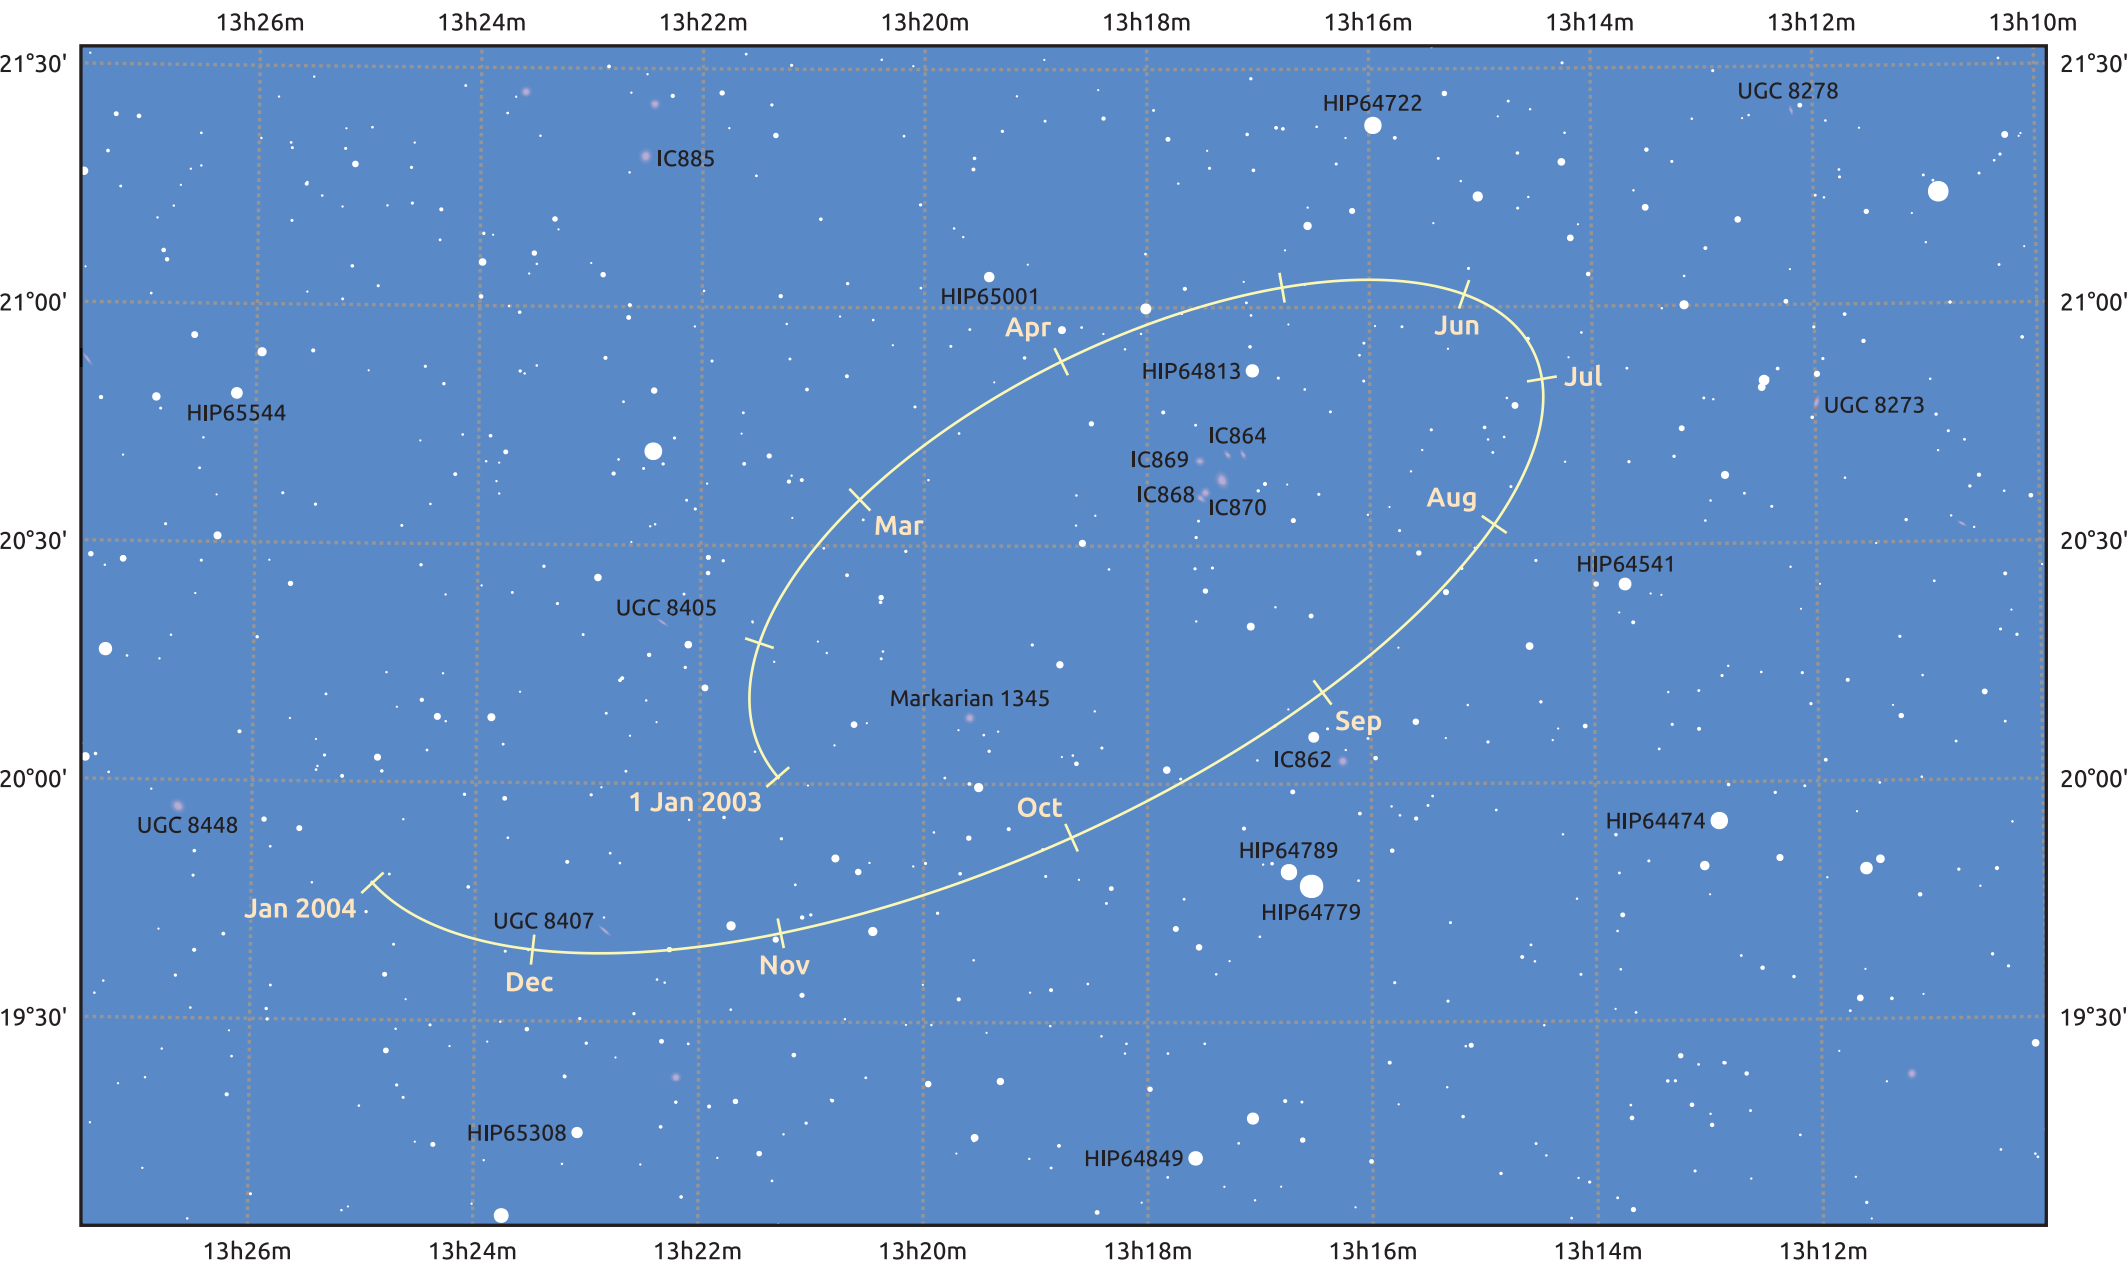 13h26m 13h24m 13h22m 13h20m 13h18m 13h16m 13h14m 13h12m 13h10m
21°30' 21°30'
UGC 8278
HIP64722
IC885
21°00' HIP65001 21°00'
Apr Jun
HIP64813 Jul
HIP65544 UGC 8273
IC864
IC869
IC868 Aug
IC870
Mar
20°30' 20°30'
HIP64541
UGC 8405
Markarian 1345
Sep
IC862
20°00' 20°00'
1 Jan 2003 Oct
UGC 8448 HIP64474
HIP64789
Jan 2004 UGC 8407 HIP64779
Nov
Dec
19°30' 19°30'
HIP65308
HIP64849
13h26m 13h24m 13h22m 13h20m 13h18m 13h16m 13h14m 13h12m